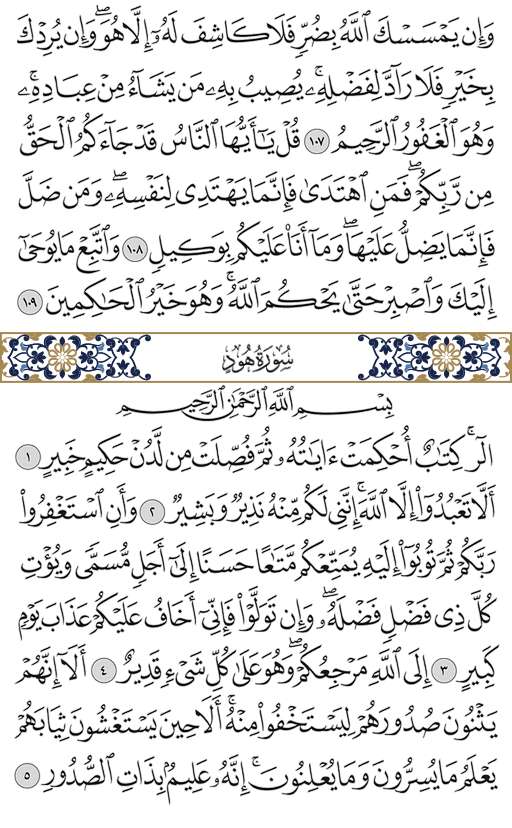 وَإِن يَمْسَسْكَ ٱللَّهُ بِضُرٍّ فَلَا كَاشِفَ لَهُۥٓ إِلَّا هُوَ ۖ وَإِن يُرِدْكَ
بِخَيْرٍ فَلَا رَآدَّ لِفَضْلِهِۦ ۚ يُصِيبُ بِهِۦ مَن يَشَآءُ مِنْ عِبَادِهِۦ ۚ
وَهُوَ ٱلْغَفُورُ ٱلرَّحِيمُ ١٠٧ قُلْ يَـٰٓأَيُّهَا ٱلنَّاسُ قَدْ جَآءَكُمُ ٱلْحَقُّ
مِن رَّبِّكُمْ ۖ فَمَنِ ٱهْتَدَىٰ فَإِنَّمَا يَهْتَدِى لِنَفْسِهِۦ ۖ وَمَن ضَلَّ
فَإِنَّمَا يَضِلُّ عَلَيْهَا ۖ وَمَآ أَنَا۠ عَلَيْكُم بِوَكِيلٍ ١٠٨ وَٱتَّبِعْ مَا يُوحَىٰٓ
إِلَيْكَ وَٱصْبِرْ حَتَّىٰ يَحْكُمَ ٱللَّهُ ۚ وَهُوَ خَيْرُ ٱلْحَـٰكِمِينَ ١٠٩
سُورَةُ هُودٍ
بِسْمِ ٱللَّهِ ٱلرَّحْمَـٰنِ ٱلرَّحِيمِ
الٓر ۚ كِتَـٰبٌ أُحْكِمَتْ ءَايَـٰتُهُۥ ثُمَّ فُصِّلَتْ مِن لَّدُنْ حَكِيمٍ خَبِيرٍ ١
أَلَّا تَعْبُدُوٓا۟ إِلَّا ٱللَّهَ ۚ إِنَّنِى لَكُم مِّنْهُ نَذِيرٌ وَبَشِيرٌ ٢ وَأَنِ ٱسْتَغْفِرُوا۟
رَبَّكُمْ ثُمَّ تُوبُوٓا۟ إِلَيْهِ يُمَتِّعْكُم مَّتَـٰعًا حَسَنًا إِلَىٰٓ أَجَلٍ مُّسَمًّى وَيُؤْتِ
كُلَّ ذِى فَضْلٍ فَضْلَهُۥ ۖ وَإِن تَوَلَّوْا۟ فَإِنِّىٓ أَخَافُ عَلَيْكُمْ عَذَابَ يَوْمٍ
كَبِيرٍ ٣ إِلَى ٱللَّهِ مَرْجِعُكُمْ ۖ وَهُوَ عَلَىٰ كُلِّ شَىْءٍ قَدِيرٌ ٤ أَلَآ إِنَّهُمْ
يَثْنُونَ صُدُورَهُمْ لِيَسْتَخْفُوا۟ مِنْهُ ۚ أَلَا حِينَ يَسْتَغْشُونَ ثِيَابَهُمْ
يَعْلَمُ مَا يُسِرُّونَ وَمَا يُعْلِنُونَ ۚ إِنَّهُۥ عَلِيمٌۢ بِذَاتِ ٱلصُّدُورِ ٥